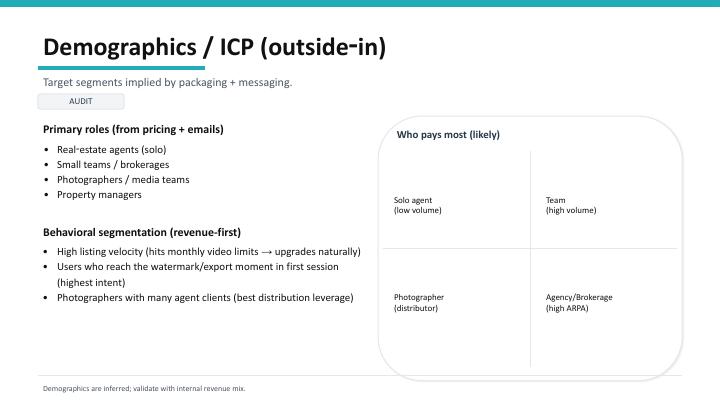 Demographics / ICP (outside-in)
Target segments implied by packaging + messaging.
AUDIT
Primary roles (from pricing + emails)
• Real-estate agents (solo)
• Small teams / brokerages
• Photographers / media teams
• Property managers
Behavioral segmentation (revenue-first)
• High listing velocity (hits monthly video limits → upgrades naturally)
• Users who reach the watermark/export moment in first session
(highest intent)
• Photographers with many agent clients (best distribution leverage)
Who pays most (likely)
Solo agent
(low volume)
Team
(high volume)
Photographer
(distributor)
Agency/Brokerage
(high ARPA)
Demographics are inferred; validate with internal revenue mix.